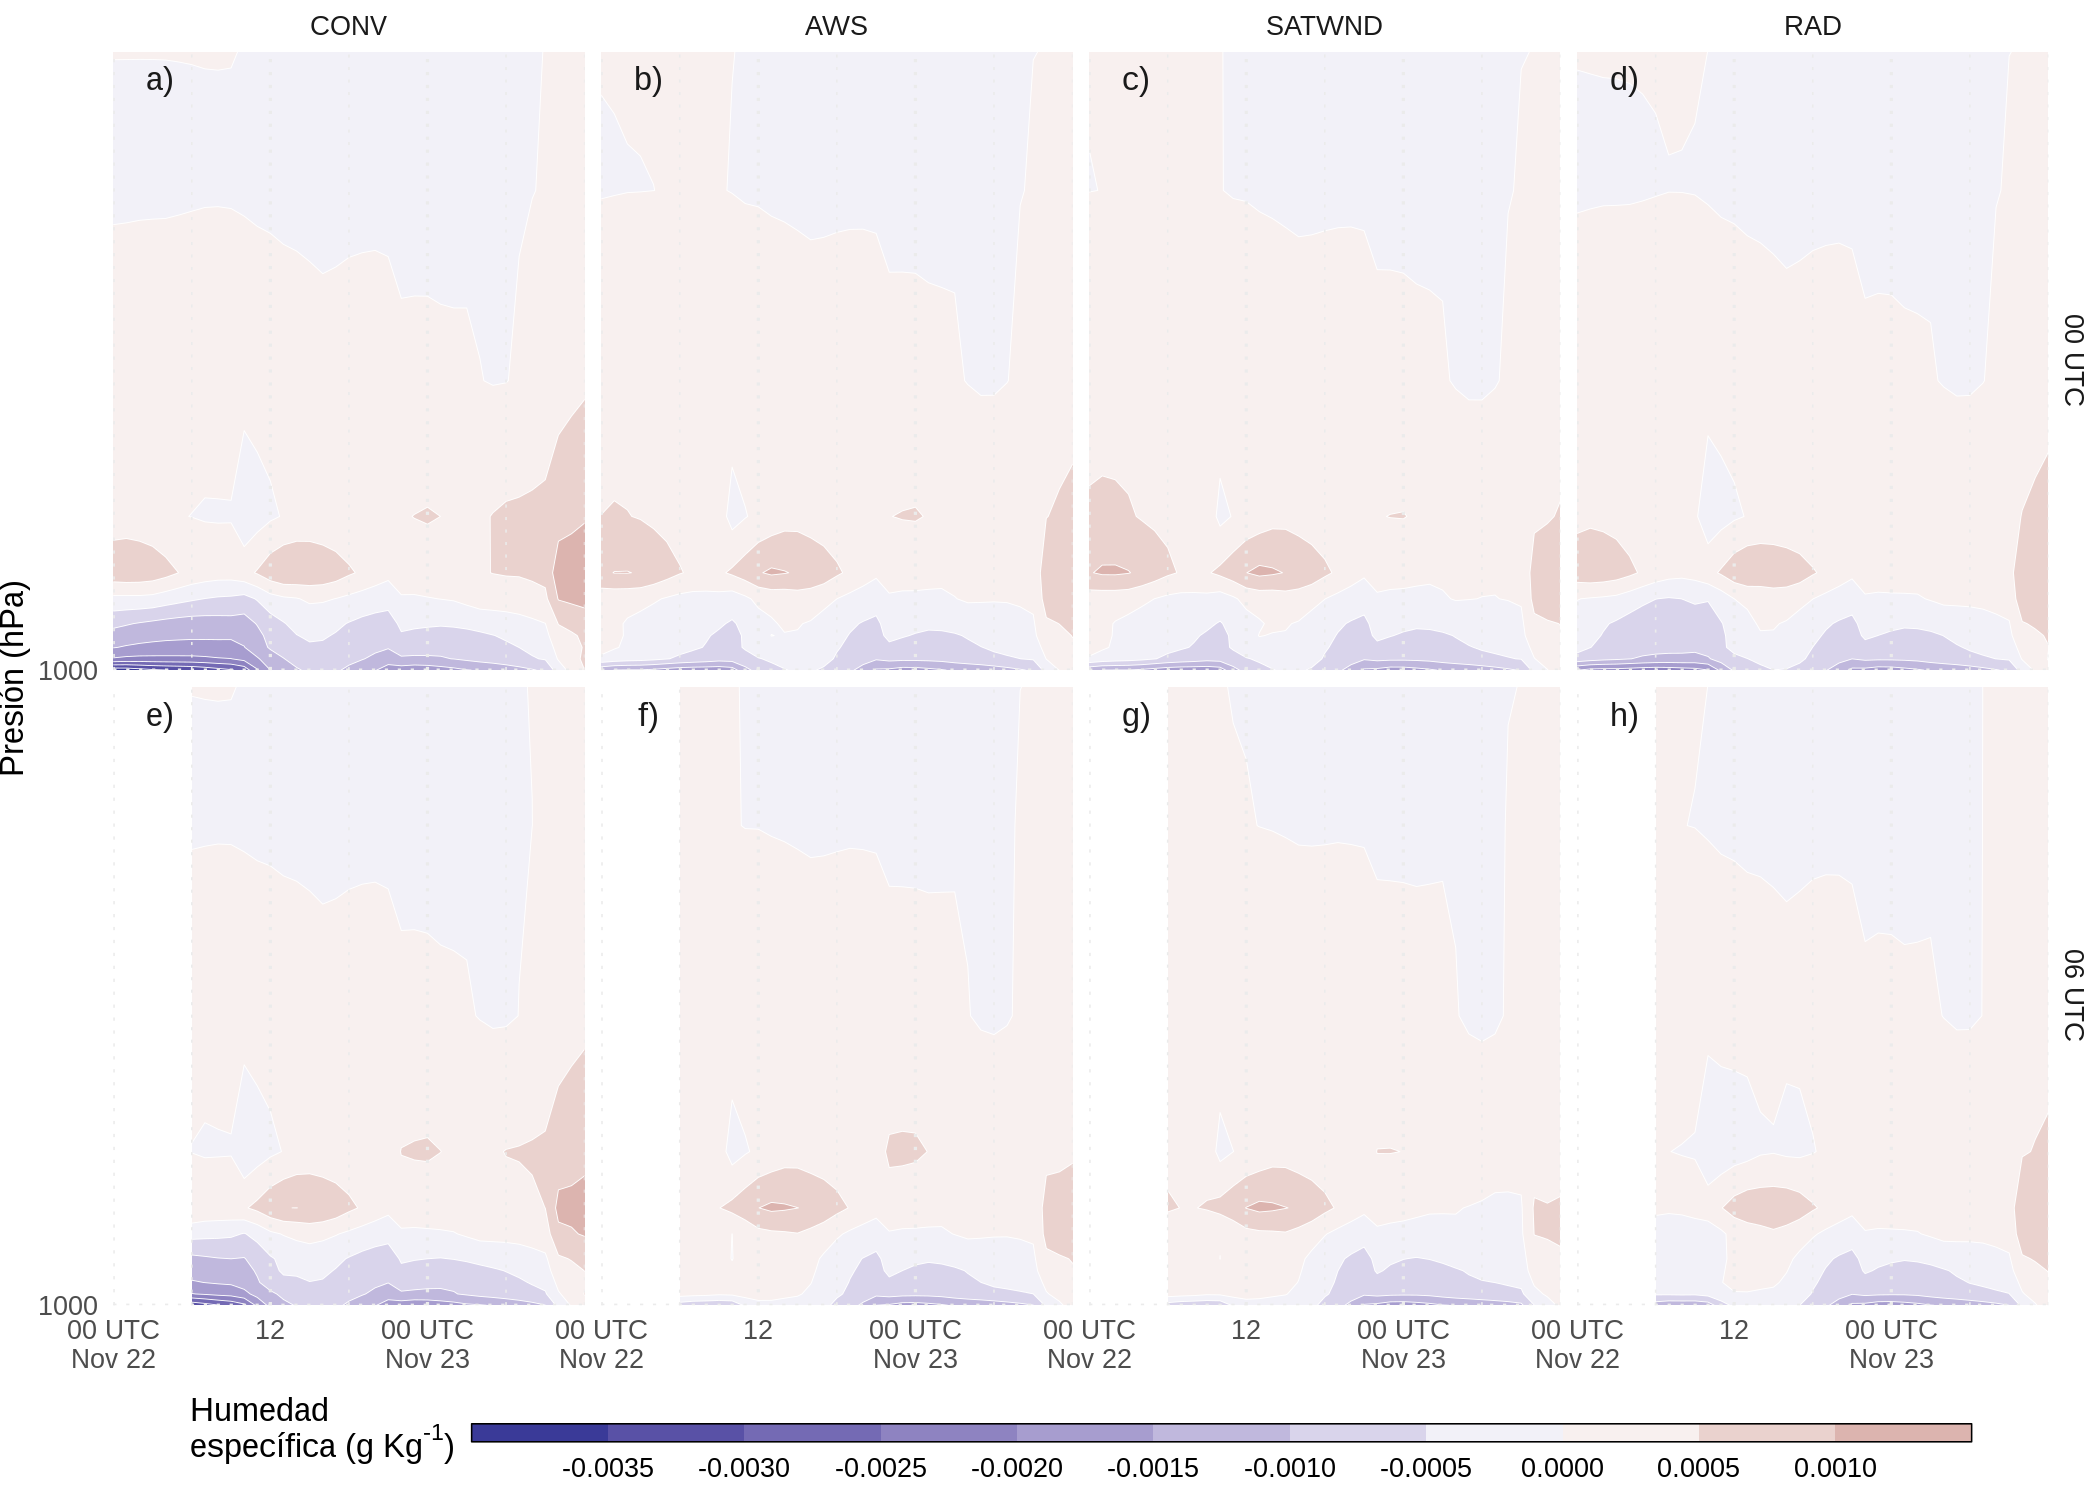 CONV AWS SATWND RAD
a) b) c) d)
00 UTC
Presión (hPa)
1000
e) f) g) h)
06 UTC
1000
00 UTC 12 00 UTC 00 UTC 12 00 UTC 00 UTC 12 00 UTC 00 UTC 12 00 UTC
Nov 22 Nov 23 Nov 22 Nov 23 Nov 22 Nov 23 Nov 22 Nov 23
Humedad
específica (g Kg-1)
-0.0035 -0.0030 -0.0025 -0.0020 -0.0015 -0.0010 -0.0005 0.0000 0.0005 0.0010